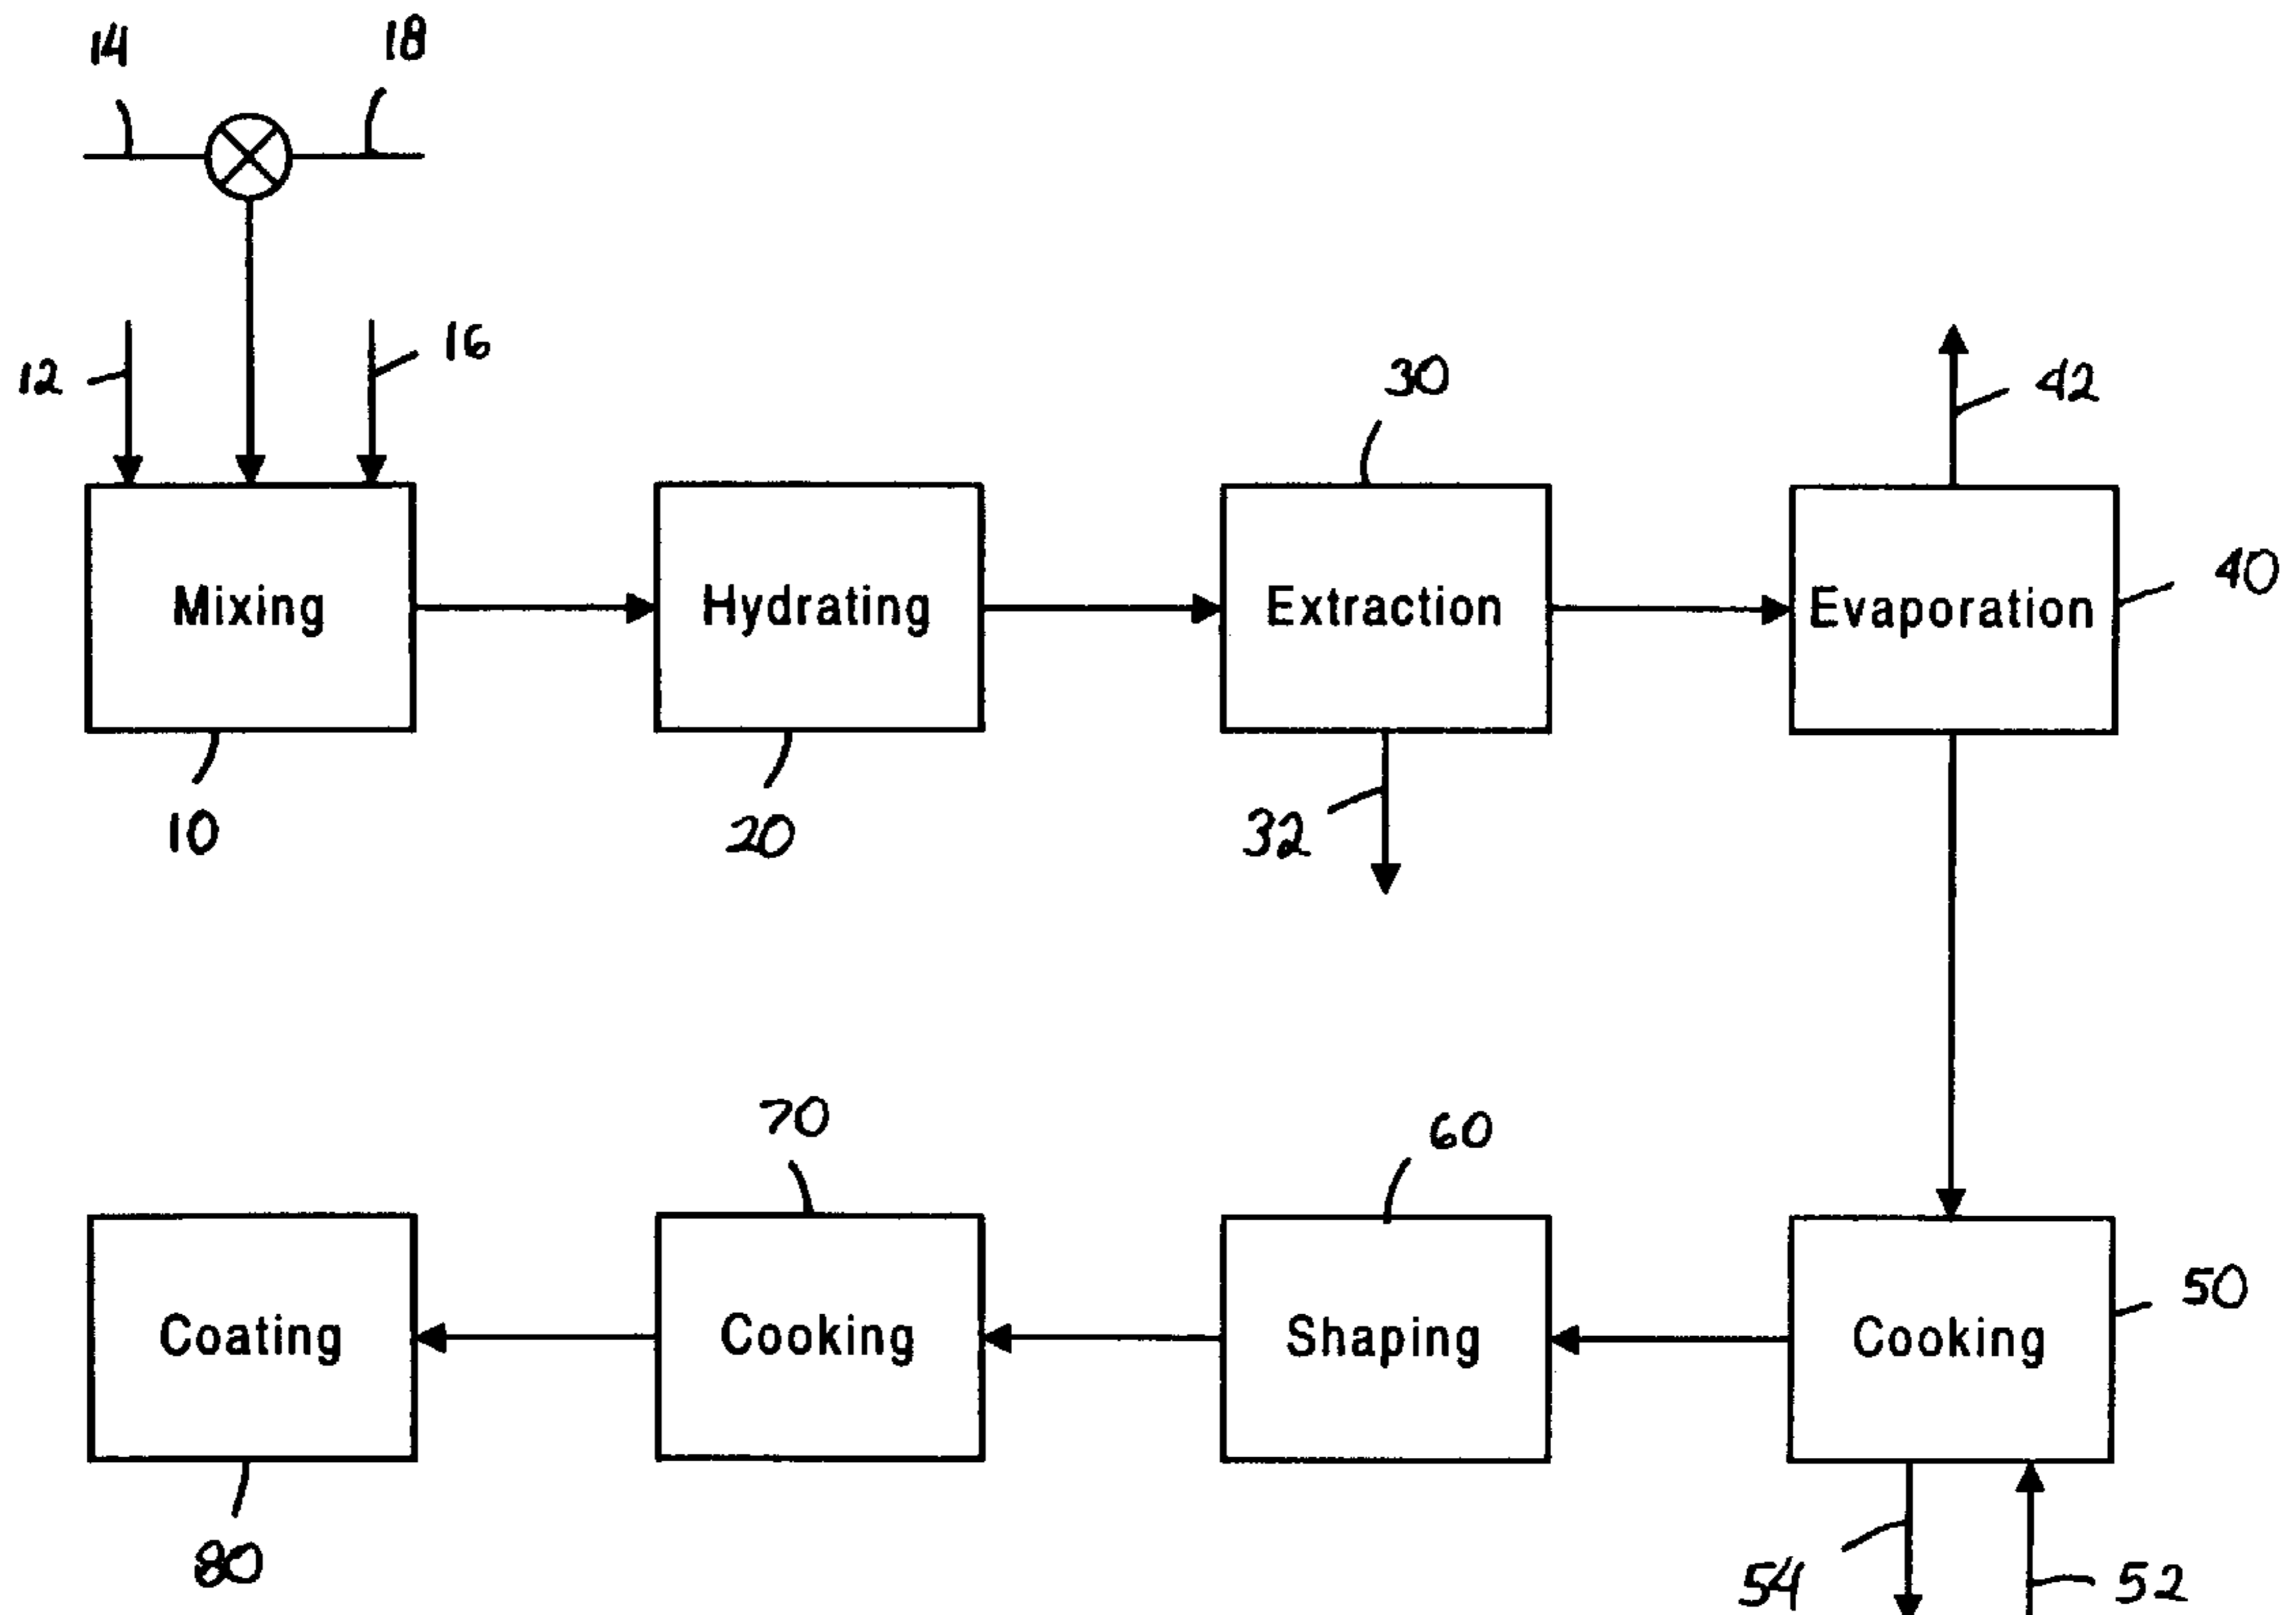 14
18
12
16
30
42
Mixing
Hydrating
Extraction
Evaporation
40
10
20
32
70
60
Coating
Cooking
Shaping
Cooking
50
80
54
52